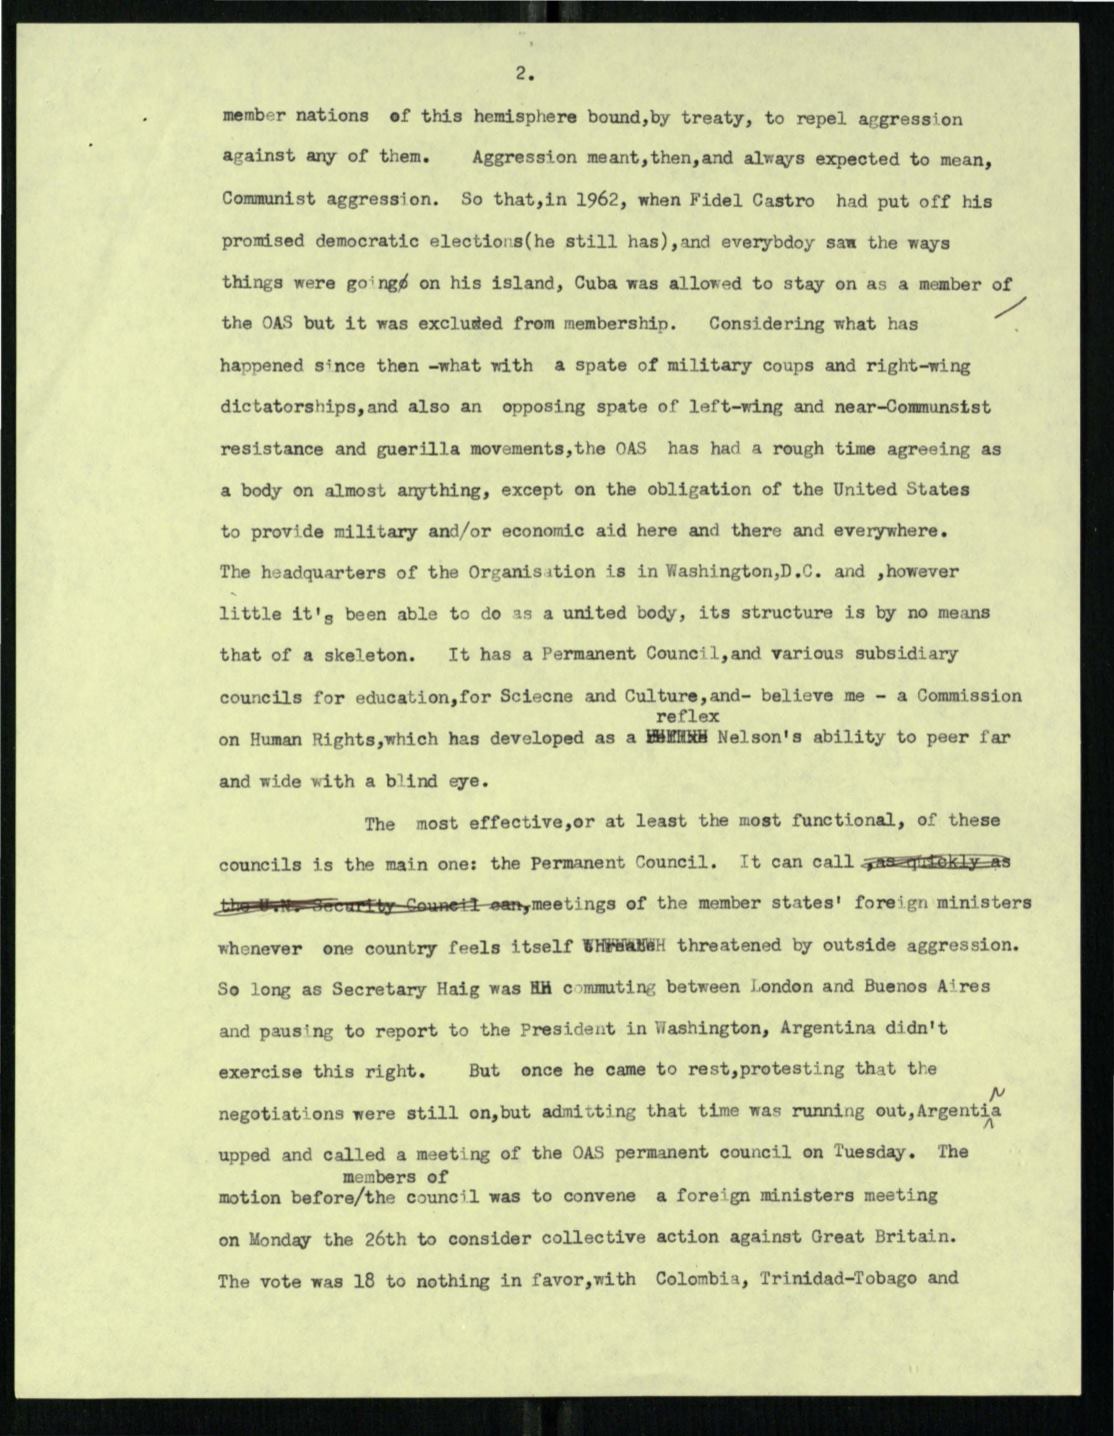 2.
member nations of this hemisphere bound,by treaty, to repel aggression
against any of them. Aggression meant,then,and always expected to mean,
Communist aggression. So that,in 1962, when Fidel Castro had put off his
promised democratic elections(he still has),and everybdoy saw the ways
things were going on his island, Cuba was allowed to stay on as a member of
the OAS but it was excluded from membership. Considering what has
happened since then -what with a spate of military coups and right-wing
dictatorships,and also an opposing spate of left-wing and near-Communstst
resistance and guerilla movements,the OAS has had a rough time agreeing as
a body on almost anything, except on the obligation of the United States
to provide military and/or economic aid here and there and everywhere.
The headquarters of the Organisation is in Washington,D.C. and ,however
little it's been able to do as a united body, its structure is by no means
that of a skeleton. It has a Permanent Council,and various subsidiary
councils for education,for Sciecne and Culture,and- believe me - a Commission
reflex
on Human Rights,which has developed as a Nelson's ability to peer far
and wide with a blind eye.
The most effective,or at least the most functional, of these
councils is the main one: the Permanent Council. It can call ,as quickly as
the U.N. Security Council can,meetings of the member states' foreign ministers
whenever one country feels itself threatened by outside aggression.
So long as Secretary Haig was commuting between London and Buenos Aires
and pausing to report to the President in Washington, Argentina didn't
exercise this right. But once he came to rest,protesting that the
N
negotiations were still on,but admitting that time was running out,Argentia
upped and called a meeting of the OAS permanent council on Tuesday. The
members of
motion before/the council was to convene a foreign ministers meeting
on Monday the 26th to consider collective action against Great Britain.
The vote was 18 to nothing in favor,with Colombia, Trinidad-Tobago and